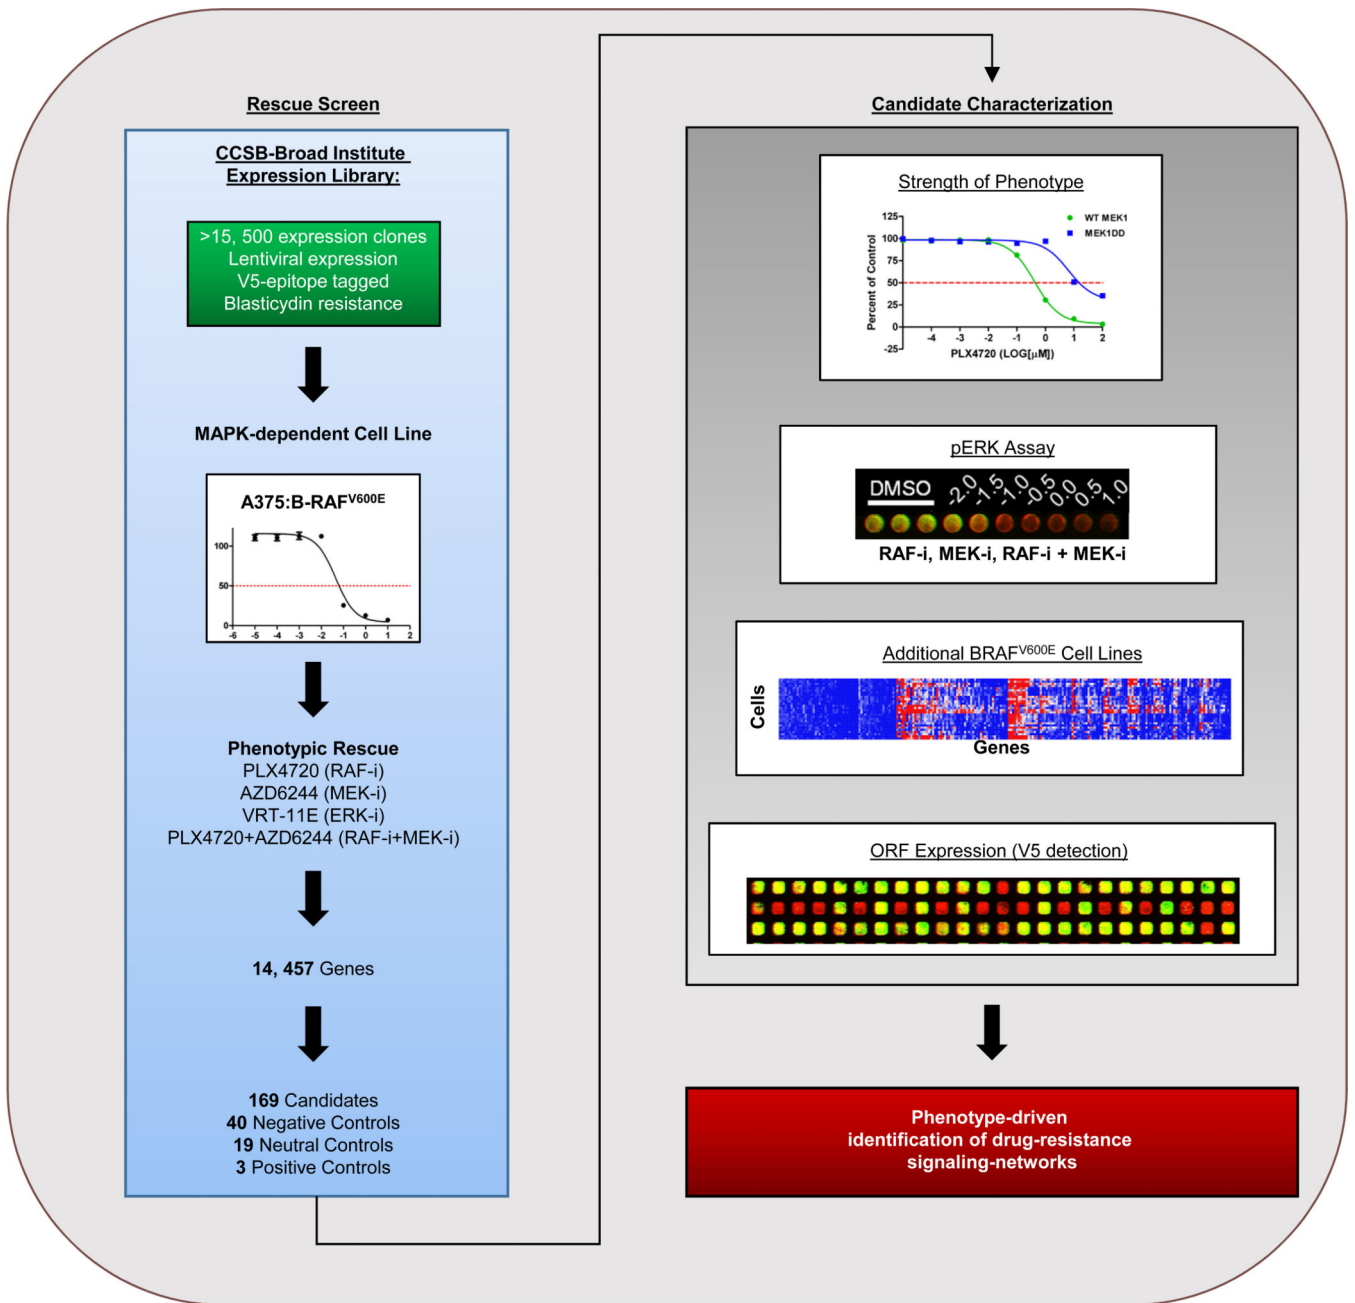 Rescue Screen
CCSB-Broad Institute
Expression Library:
>15, 500 expression clones
Lentiviral expression
V5-epitope tagged
Blasticydin resistance
MAPK-dependent Cell Line
A375:B-RAFV600E
100
50
0
-6 -5 -4 -3 -2 -1 0 1 2
Phenotypic Rescue
PLX4720 (RAF-i)
AZD6244 (MEK-i)
VRT-11E (ERK-i)
PLX4720+AZD6244 (RAF-i+MEK-i)
14, 457 Genes
169 Candidates
40 Negative Controls
19 Neutral Controls
3 Positive Controls
Candidate Characterization
Strength of Phenotype
WT MEK1
MEK1DD
Percent of Control
125
100
75
50
25
0
-25
-4 -3 -2 -1 0 1 2
PLX4720 (LOG[μM])
pERK Assay
DMSO -2.0 -1.5 -1.0 -0.5 0.0 0.5 1.0
RAF-i, MEK-i, RAF-i + MEK-i
Additional BRAFV600E Cell Lines
Cells
Genes
ORF Expression (V5 detection)
Phenotype-driven
identification of drug-resistance
signaling-networks